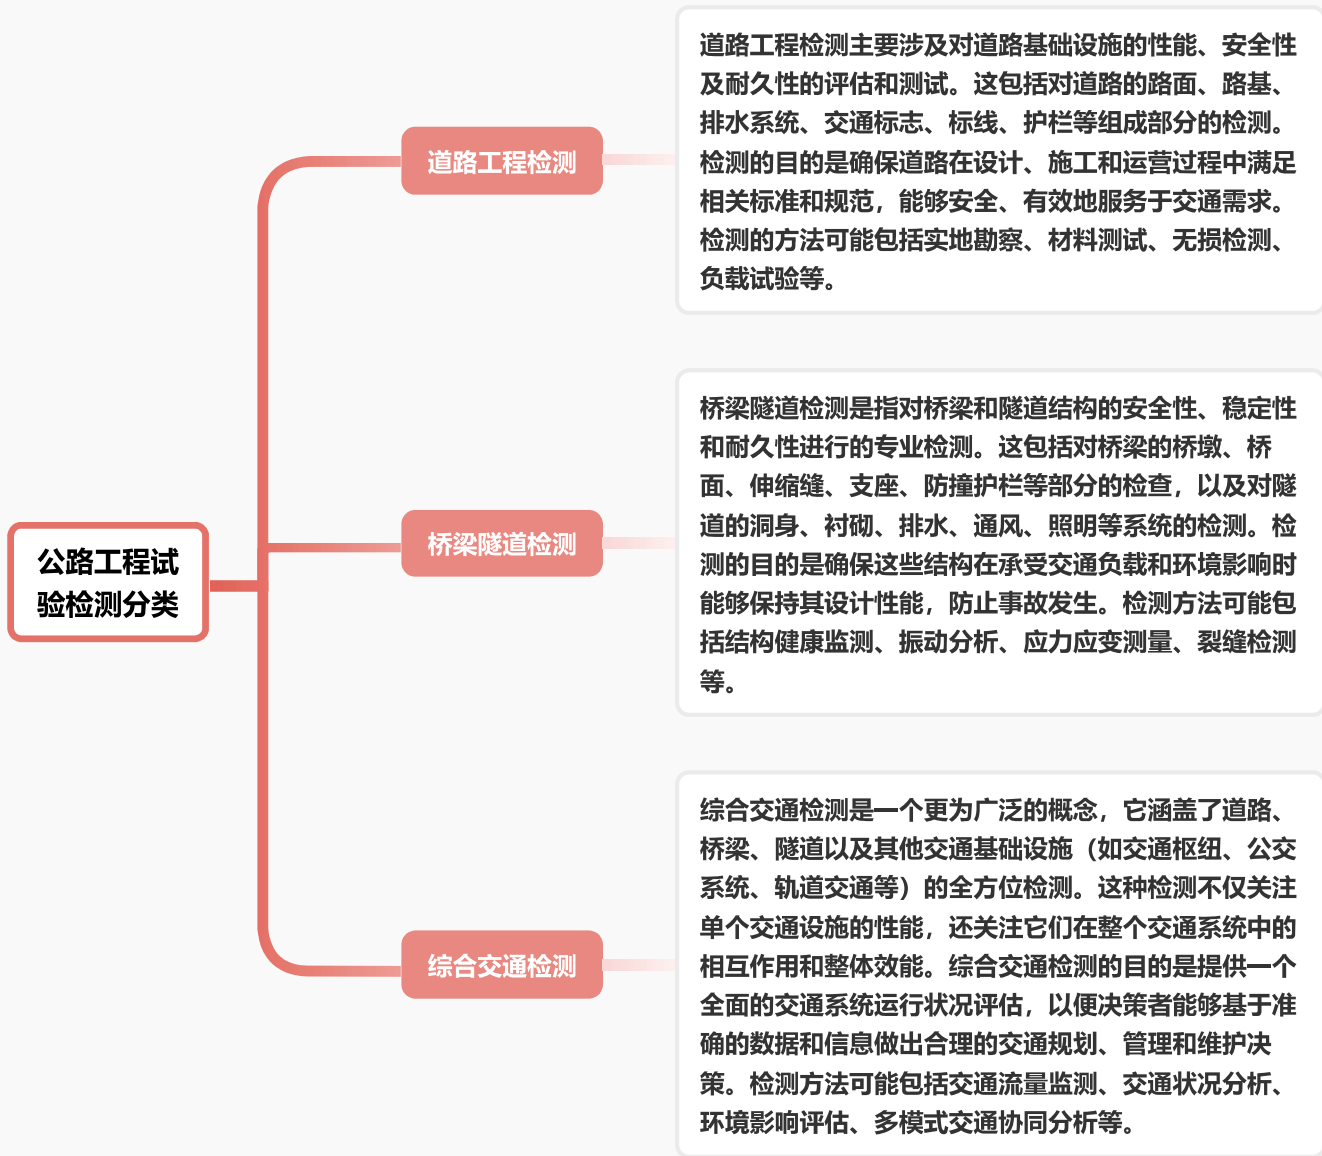 公路工程试
验检测分类
道路工程检测
道路工程检测主要涉及对道路基础设施的性能、安全性
及耐久性的评估和测试。这包括对道路的路面、路基、
排水系统、交通标志、标线、护栏等组成部分的检测。
检测的目的是确保道路在设计、施工和运营过程中满足
相关标准和规范，能够安全、有效地服务于交通需求。
检测的方法可能包括实地勘察、材料测试、无损检测、
负载试验等。
桥梁隧道检测
桥梁隧道检测是指对桥梁和隧道结构的安全性、稳定性
和耐久性进行的专业检测。这包括对桥梁的桥墩、桥
面、伸缩缝、支座、防撞护栏等部分的检查，以及对隧
道的洞身、衬砌、排水、通风、照明等系统的检测。检
测的目的是确保这些结构在承受交通负载和环境影响时
能够保持其设计性能，防止事故发生。检测方法可能包
括结构健康监测、振动分析、应力应变测量、裂缝检测
等。
综合交通检测
综合交通检测是一个更为广泛的概念，它涵盖了道路、
桥梁、隧道以及其他交通基础设施（如交通枢纽、公交
系统、轨道交通等）的全方位检测。这种检测不仅关注
单个交通设施的性能，还关注它们在整个交通系统中的
相互作用和整体效能。综合交通检测的目的是提供一个
全面的交通系统运行状况评估，以便决策者能够基于准
确的数据和信息做出合理的交通规划、管理和维护决
策。检测方法可能包括交通流量监测、交通状况分析、
环境影响评估、多模式交通协同分析等。